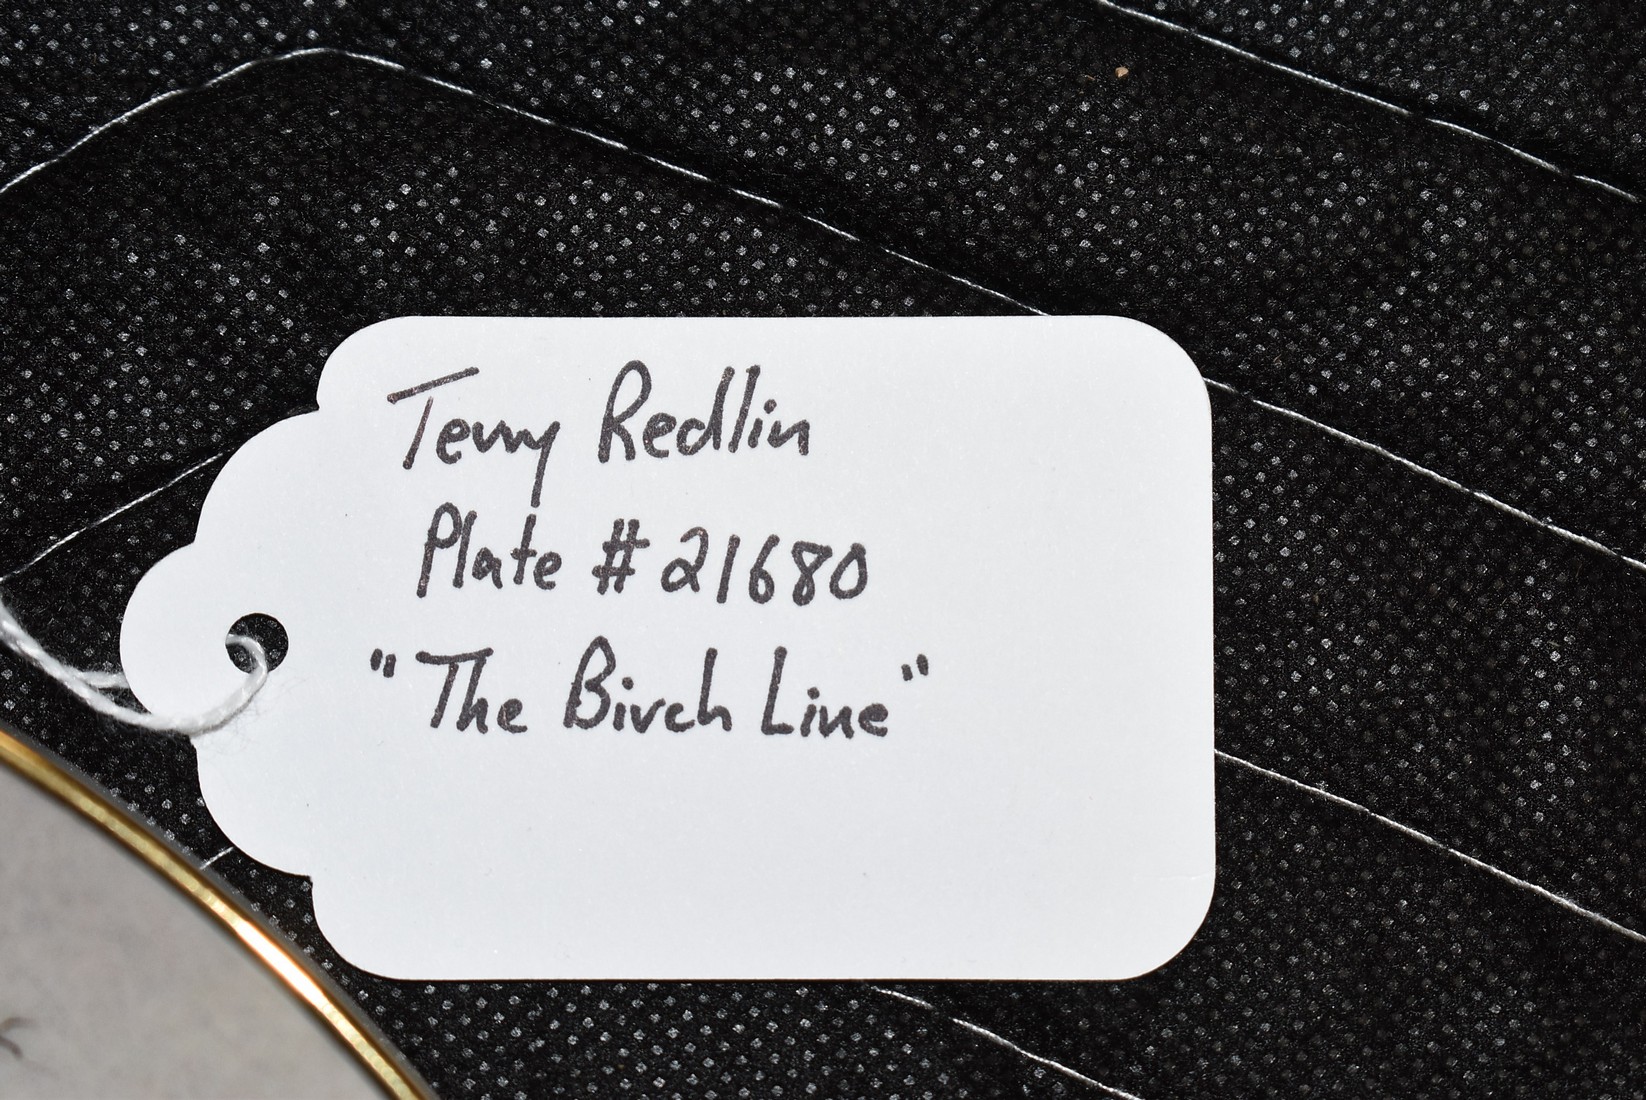 Terry Redlin
Plate # 21680
"The Birch Line"